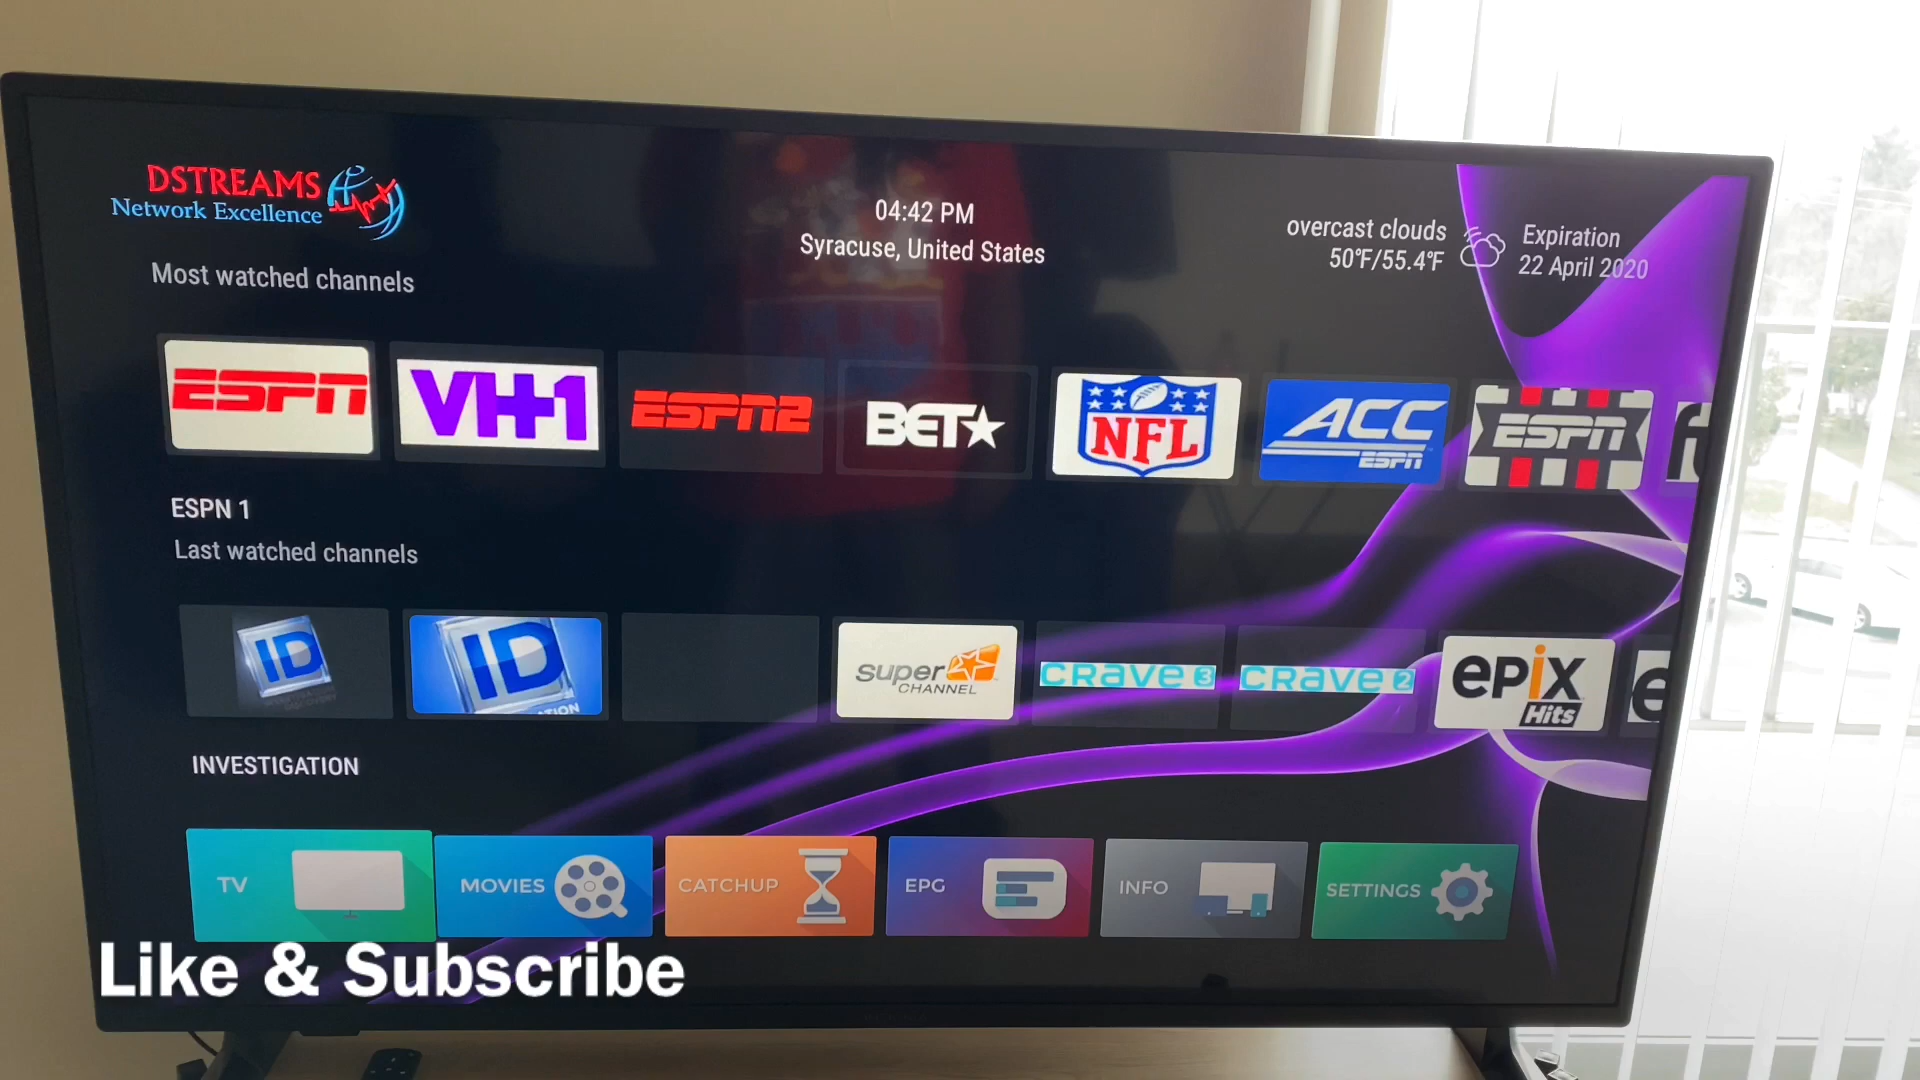 DSTREAMS
Network Excellence
04:42 PM
Syracuse, United States
overcast clouds
50°F/55.4°F
Expiration
22 April 2020
Most watched channels
ESPN
VH+1
ESPN2
BET★
NFL
ACC
ESPN
ESPN
ESPN 1
Last watched channels
ID
ID
super
CHANNEL
CRAVE 3
CRAVE 2
epix
Hits
INVESTIGATION
TV
MOVIES
CATCHUP
EPG
INFO
SETTINGS
Like & Subscribe